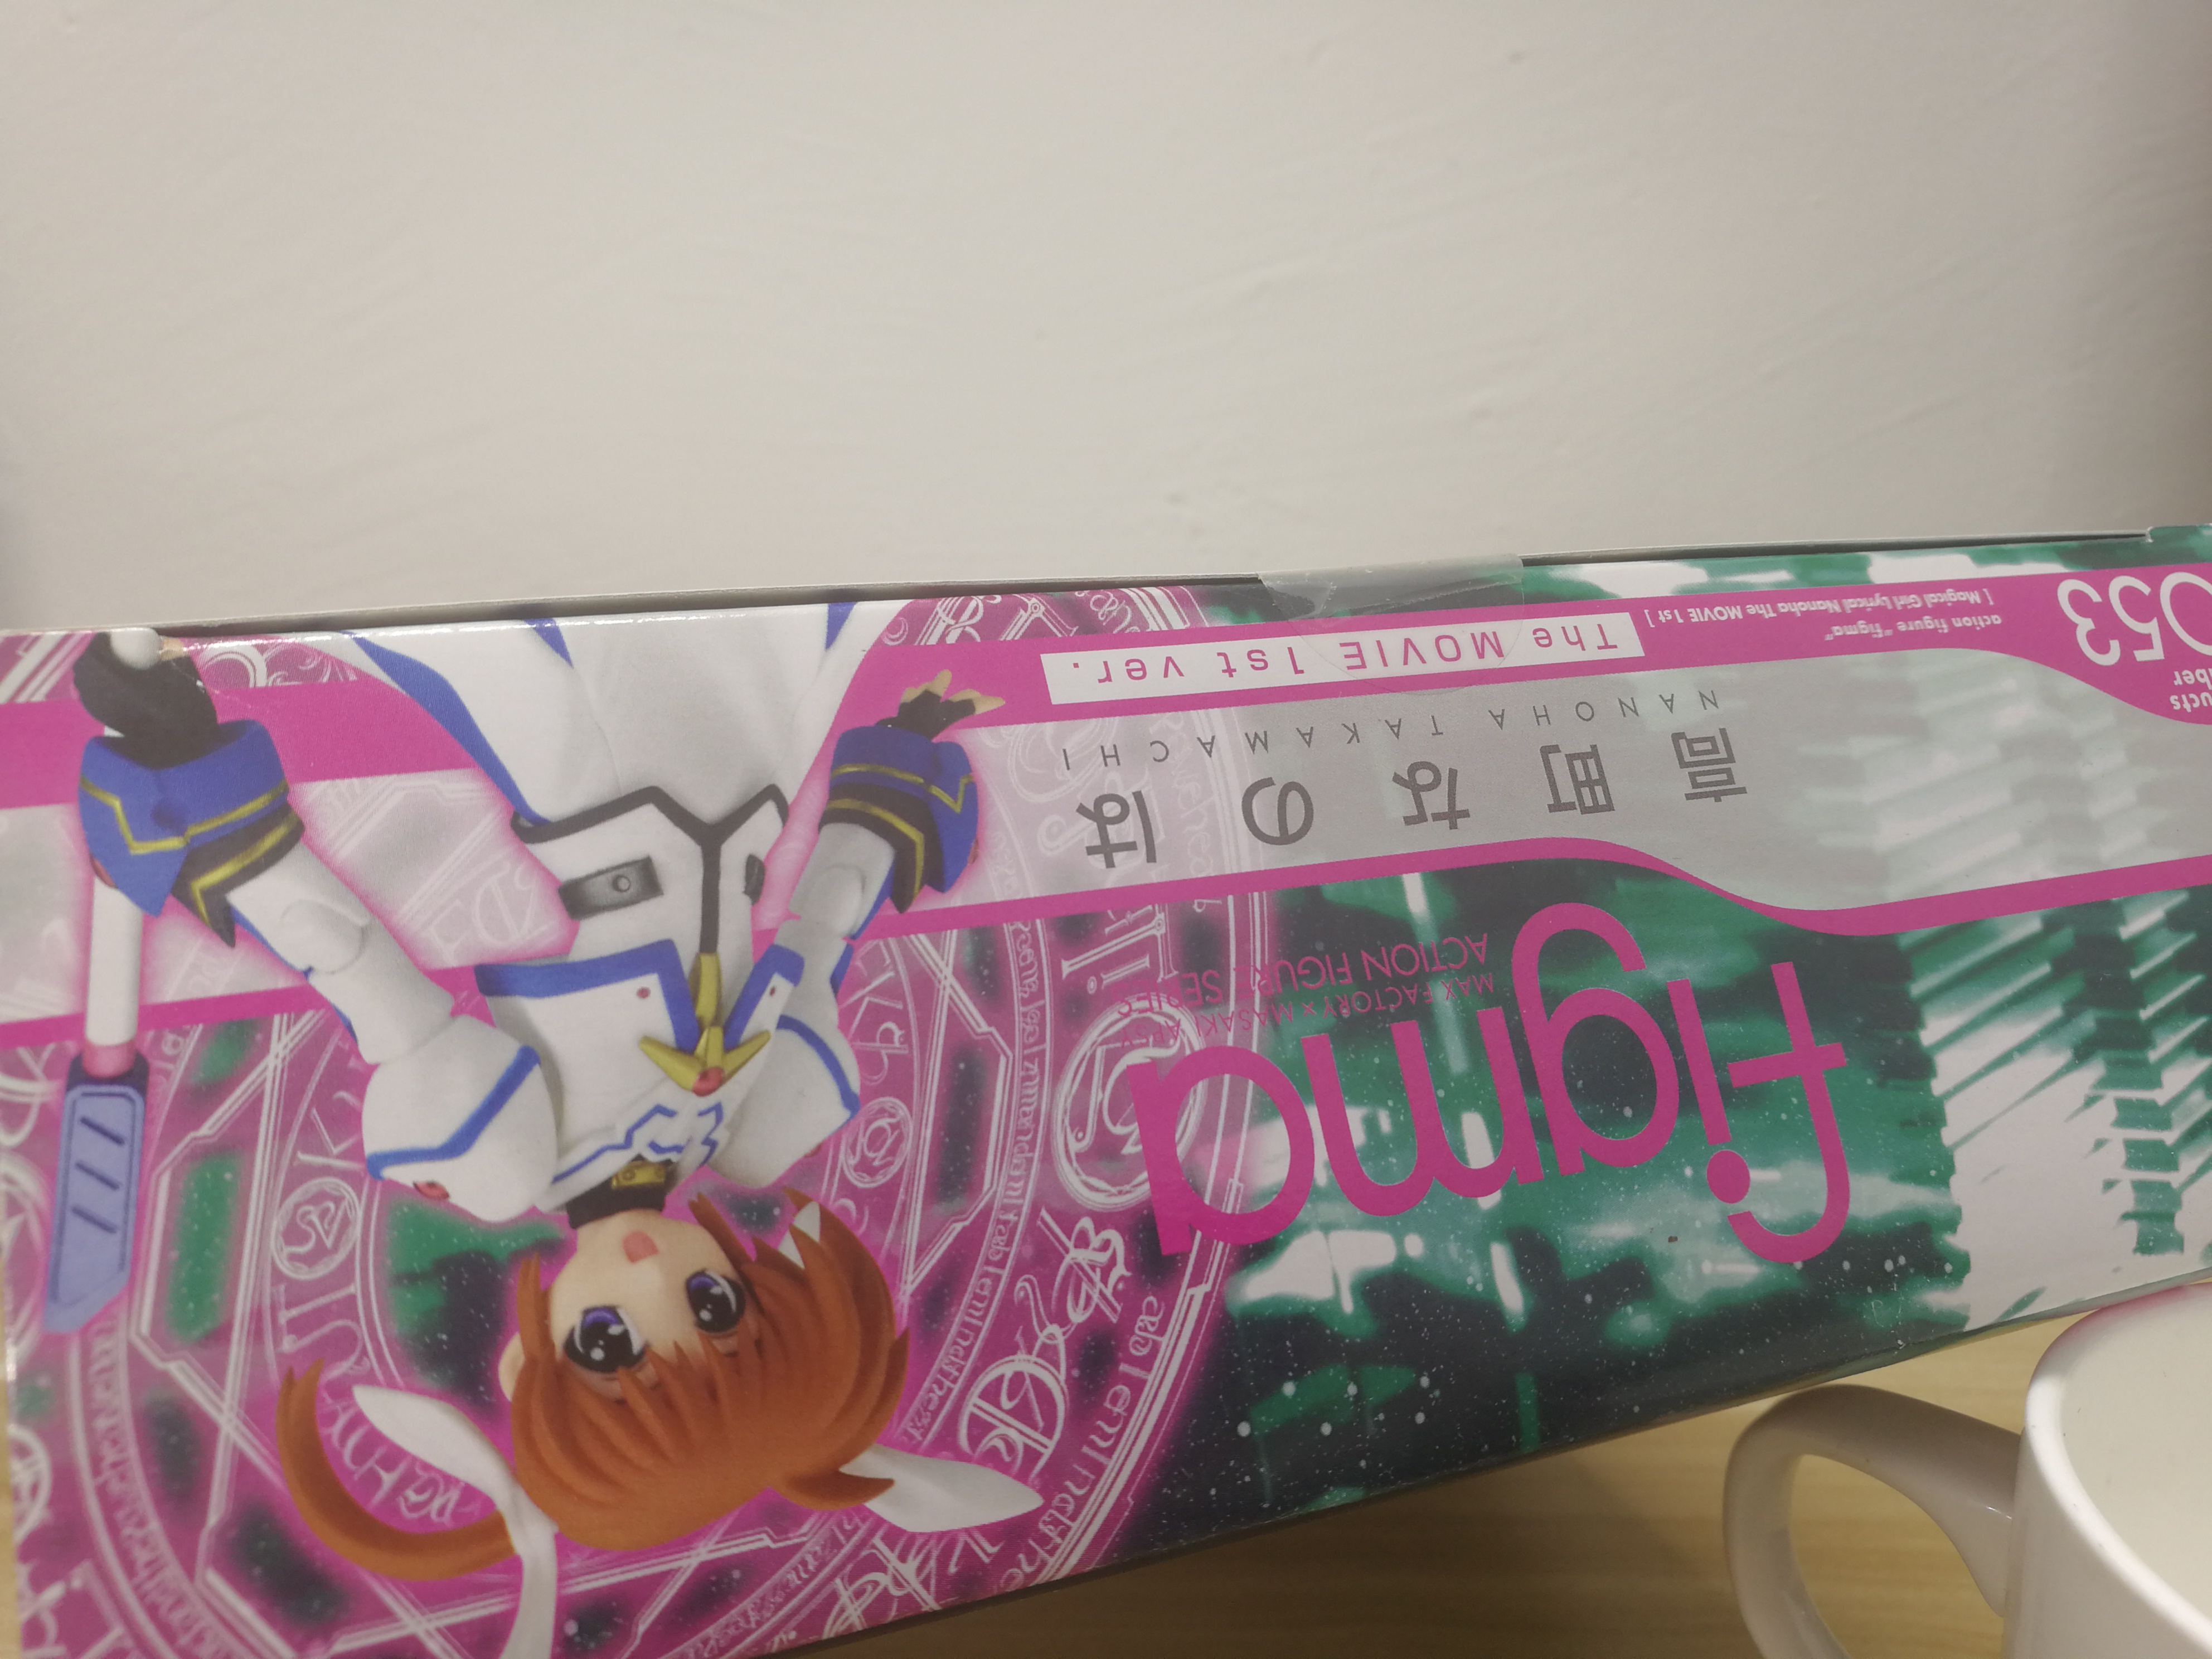 figma
MAX FACTORY × MASAKI APSY
ACTION FIGURE SERIES
高町なのは
NANOHA TAKAMACHI
The MOVIE 1st ver.
action figure "figma"
[ Magical Girl Lyrical Nanoha The MOVIE 1st ]
053